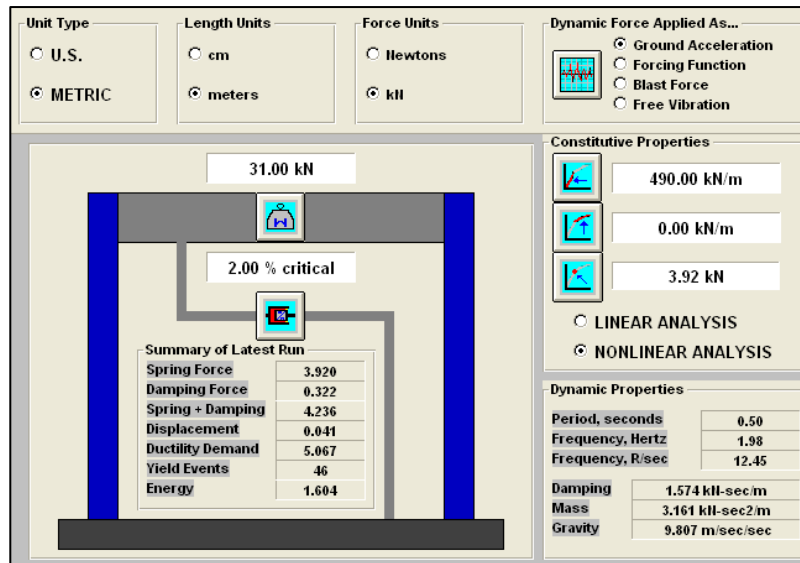 Unit Type
U.S.
METRIC
Length Units
cm
meters
Force Units
Newtons
kN
Dynamic Force Applied As...
Ground Acceleration
Forcing Function
Blast Force
Free Vibration
31.00 kN
W
2.00 % critical
%
Summary of Latest Run
Spring Force 3.920
Damping Force 0.322
Spring + Damping 4.236
Displacement 0.041
Ductility Demand 5.067
Yield Events 46
Energy 1.604
Constitutive Properties
490.00 kN/m
0.00 kN/m
3.92 kN
LINEAR ANALYSIS
NONLINEAR ANALYSIS
Dynamic Properties
Period, seconds 0.50
Frequency, Hertz 1.98
Frequency, R/sec 12.45
Damping 1.574 kN-sec/m
Mass 3.161 kN-sec2/m
Gravity 9.807 m/sec/sec